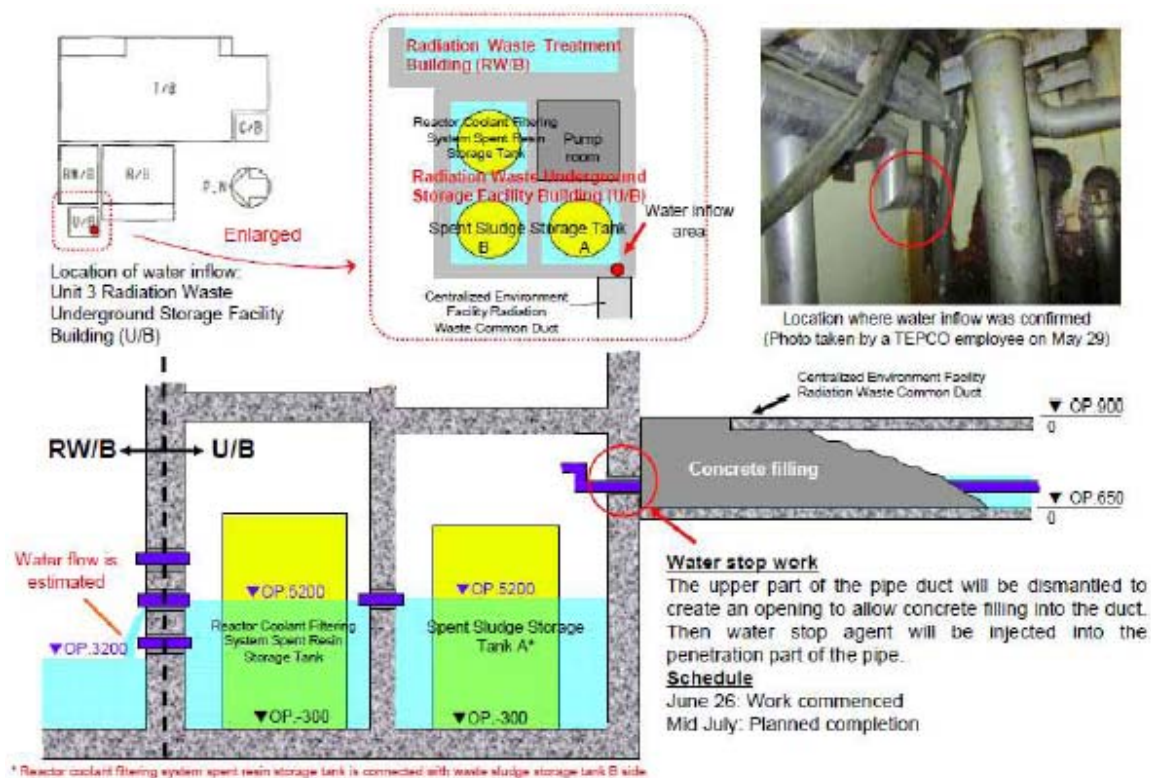 T/B
C/B
RW/B
R/B
P.N
U/B
Enlarged
Location of water inflow:
Unit 3 Radiation Waste
Underground Storage Facility
Building (U/B)
Radiation Waste Treatment
Building (RW/B)
Reactor Coolant Filtering
System Spent Resin
Storage Tank
Pump
room
Radiation Waste Underground
Storage Facility Building (U/B)
Water inflow
area
Spent Sludge Storage Tank
B
A
Centralized Environment
Facility Radiation
Waste Common Duct
Location where water inflow was confirmed
(Photo taken by a TEPCO employee on May 29)
Centralized Environment Facility
Radiation Waste Common Duct
▼ OP.900
0
RW/B
U/B
Concrete filling
▼ OP.650
0
Water flow is
estimated
▼OP.3200
▼OP.5200
Reactor Coolant Filtering
System Spent Resin
Storage Tank
▼OP.-300
▼OP.5200
Spent Sludge Storage
Tank A*
▼OP.-300
Water stop work
The upper part of the pipe duct will be dismantled to
create an opening to allow concrete filling into the duct.
Then water stop agent will be injected into the
penetration part of the pipe.
Schedule
June 26: Work commenced
Mid July: Planned completion
* Reactor coolant filtering system spent resin storage tank is connected with waste sludge storage tank B side